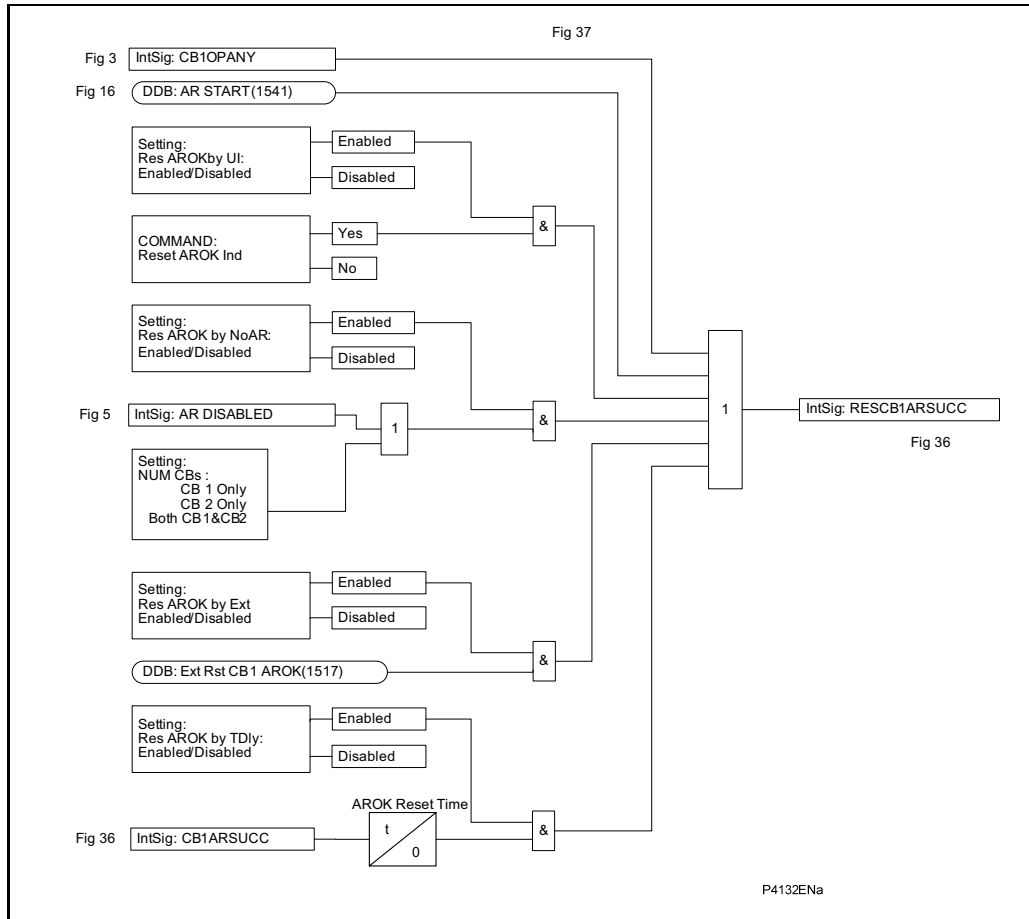 Fig 37
Fig 3
IntSig: CB1OPANY
Fig 16
DDB: AR START(1541)
Setting:
Res AROKby UI:
Enabled/Disabled
Enabled
Disabled
&
COMMAND:
Reset AROK Ind
Yes
No
Setting:
Res AROK by NoAR:
Enabled/Disabled
Enabled
Disabled
Fig 5
IntSig: AR DISABLED
1
&
1
IntSig: RESCB1ARSUCC
Fig 36
Setting:
NUM CBs :
CB 1 Only
CB 2 Only
Both CB1&CB2
Setting:
Res AROK by Ext
Enabled/Disabled
Enabled
Disabled
&
DDB: Ext Rst CB1 AROK(1517)
Setting:
Res AROK by TDly:
Enabled/Disabled
Enabled
Disabled
AROK Reset Time
Fig 36
IntSig: CB1ARSUCC
t
0
&
P4132ENa